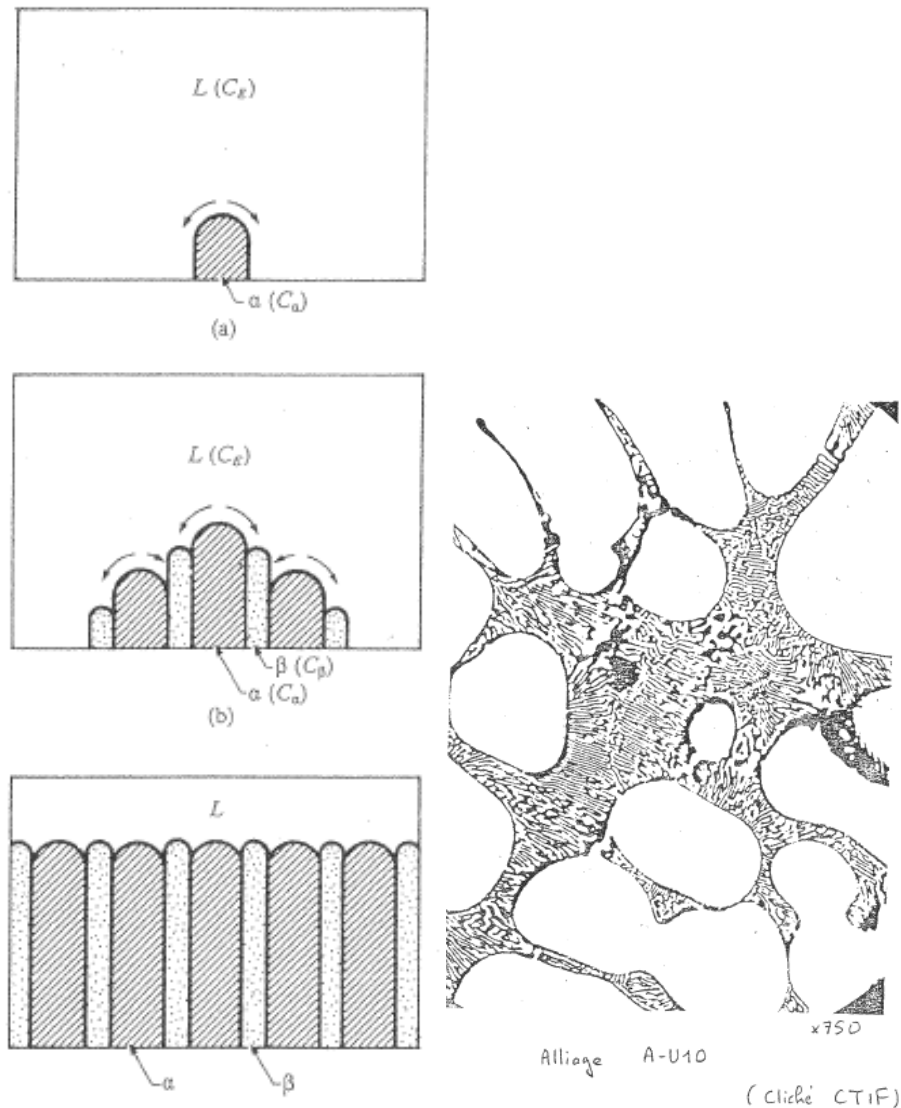 L (C_E)
α (C_α)
(a)
L (C_E)
β (C_β)
α (C_α)
(b)
L
α
β
x750
Alliage A-U10
(Cliché CTIF)